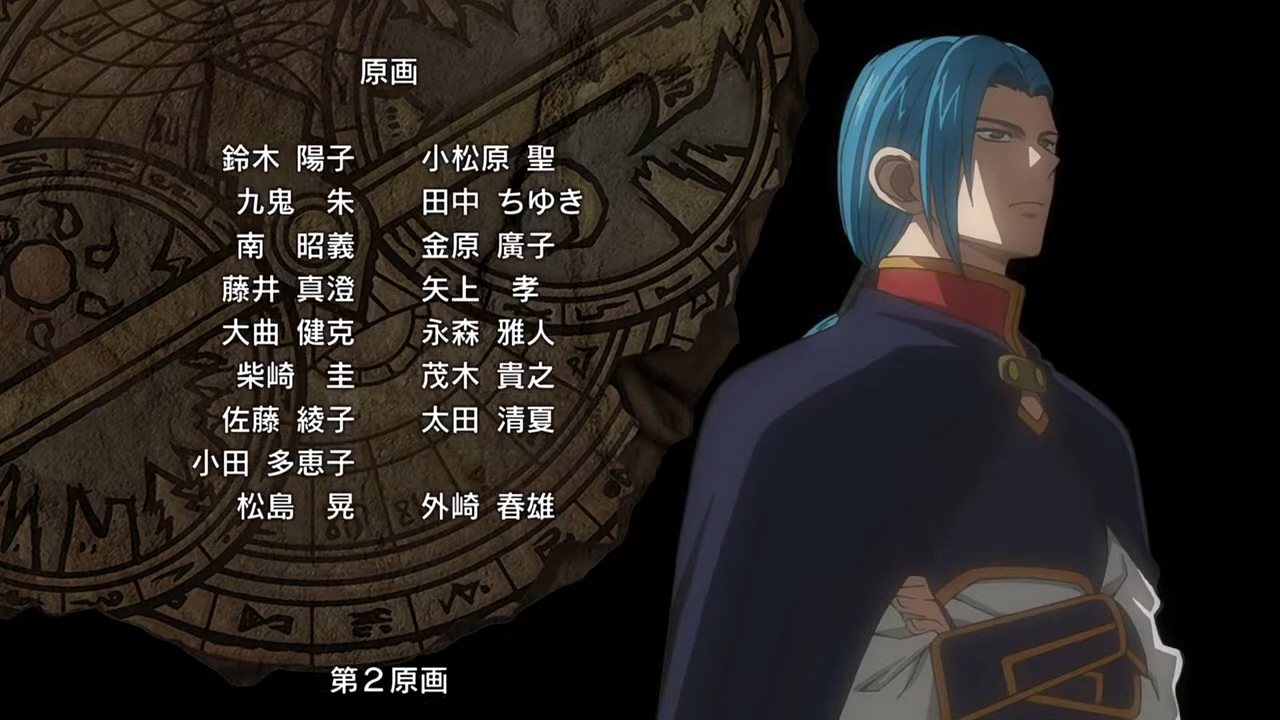 原画
鈴木 陽子 小松原 聖
九鬼 朱 田中 ちゆき
南 昭義 金原 廣子
藤井 真澄 矢上 孝
大曲 健克 永森 雅人
柴崎 圭 茂木 貴之
佐藤 綾子 太田 清夏
小田 多恵子
松島 晃 外崎 春雄
第２原画